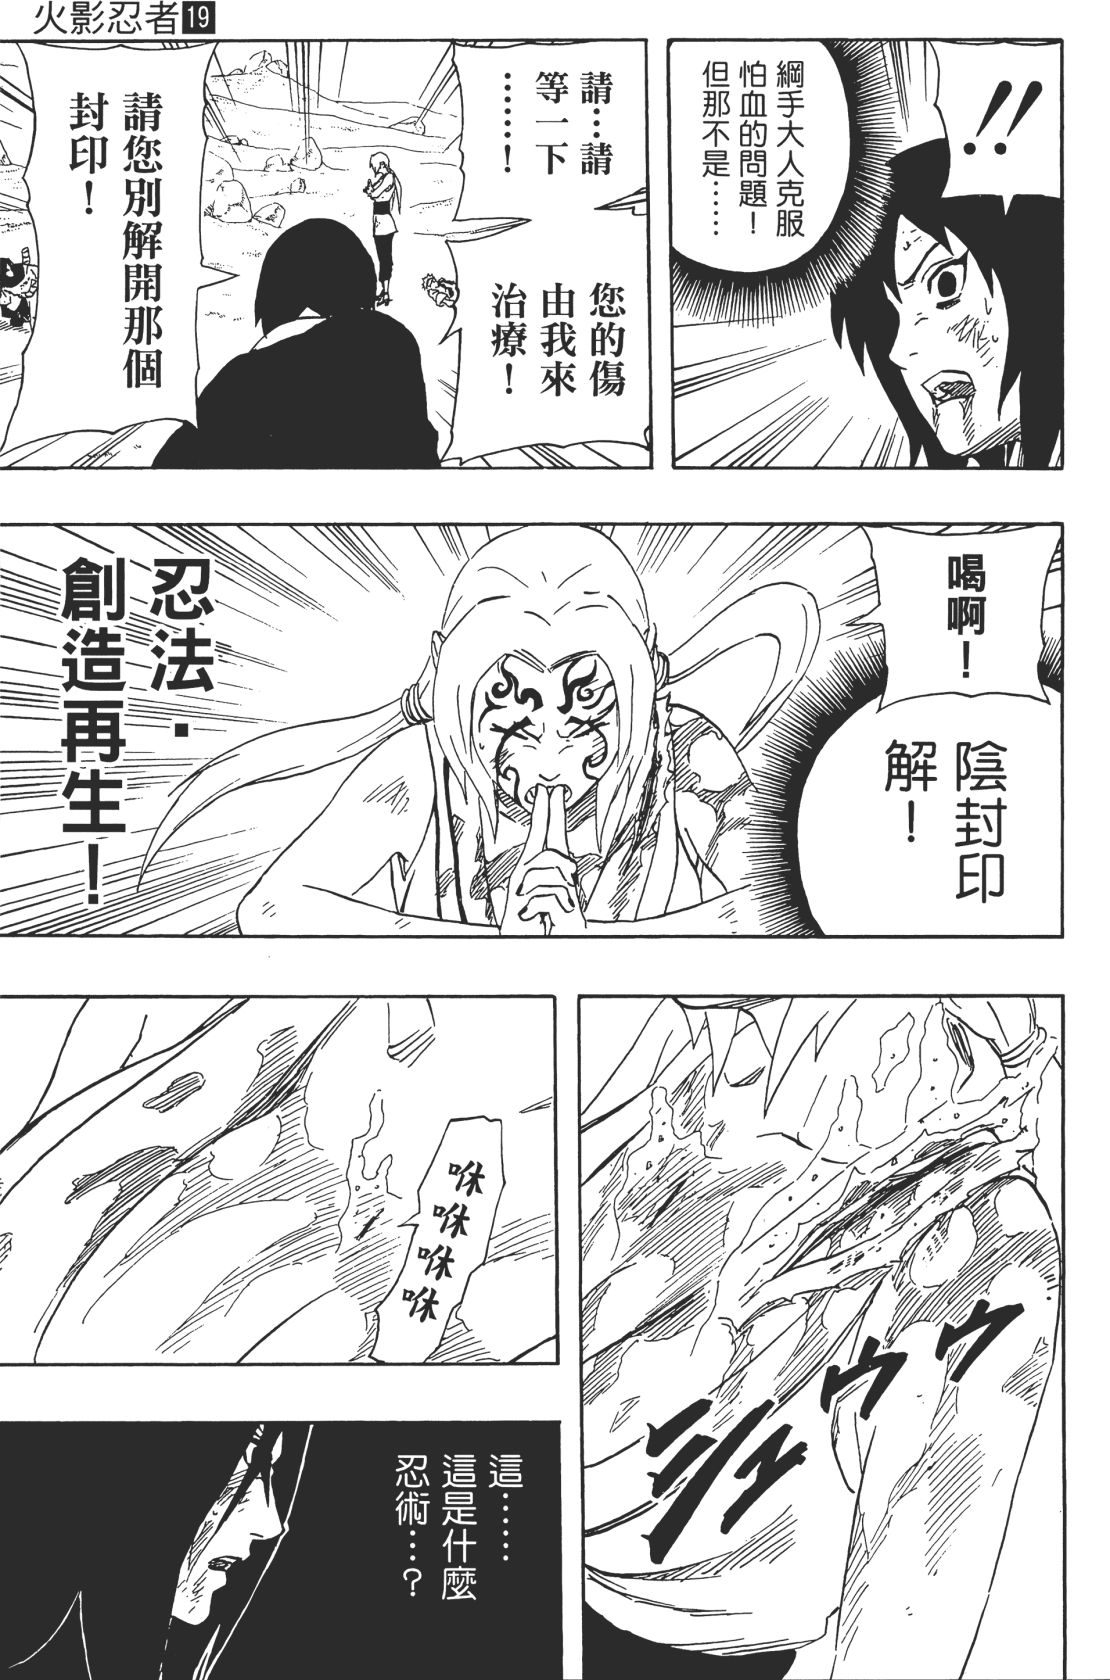 火影忍者19
!!
綱手大人克服
怕血的問題！
但那不是……
請…請
等一下
……！
您的傷
由我來
治療！
請您別解開那個
封印！
喝啊！
陰封印
解！
忍法・
創造再生！
シュウウウ
咻咻咻咻
這……
這是什麼
忍術…？